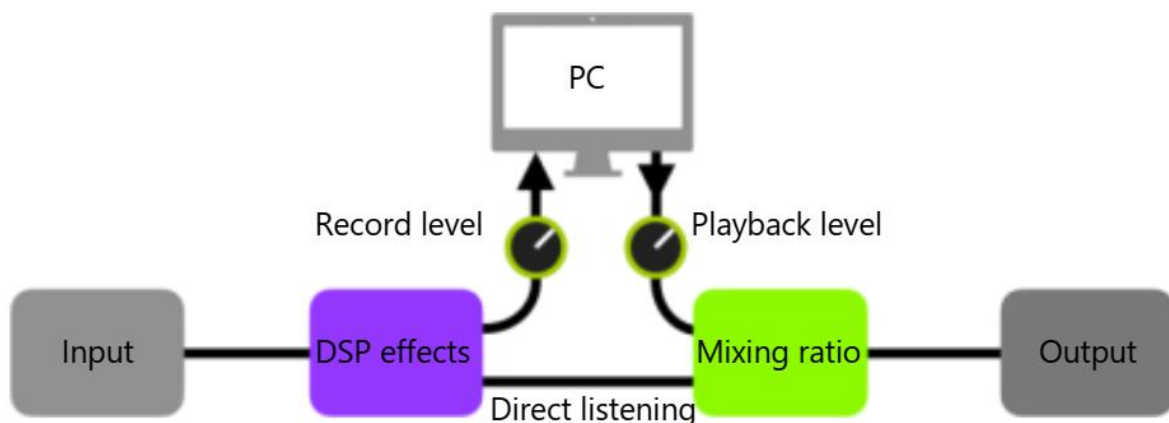 PC
Record level
Playback level
Input
DSP effects
Mixing ratio
Output
Direct listening